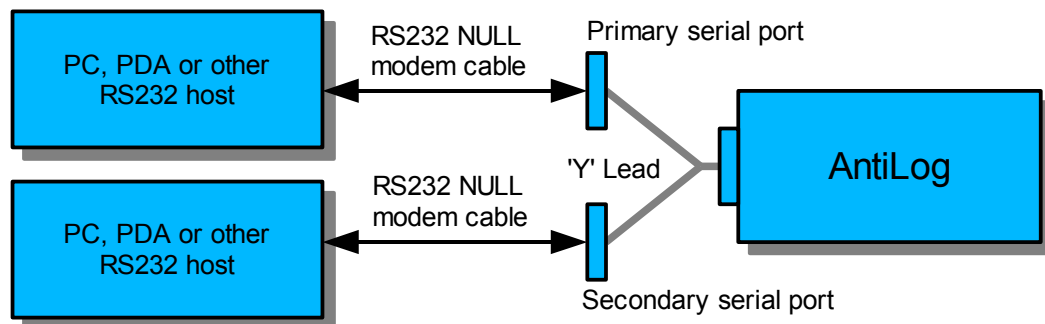 PC, PDA or other
RS232 host
RS232 NULL
modem cable
Primary serial port
'Y' Lead
AntiLog
PC, PDA or other
RS232 host
RS232 NULL
modem cable
Secondary serial port